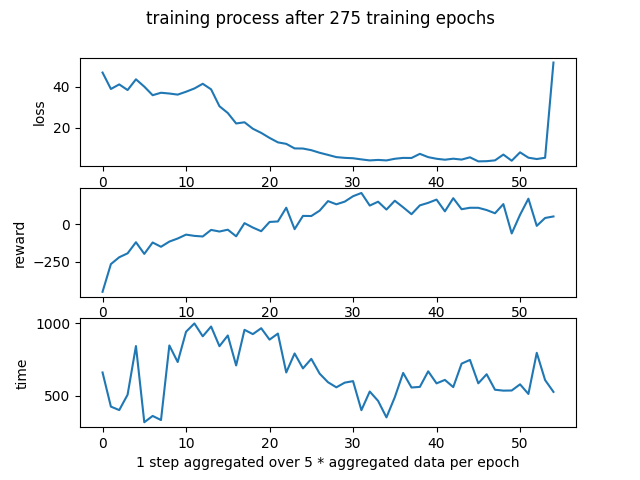 training process after 275 training epochs
loss
40
20
0 10 20 30 40 50
reward
0
−250
0 10 20 30 40 50
time
1000
500
0 10 20 30 40 50
1 step aggregated over 5 * aggregated data per epoch